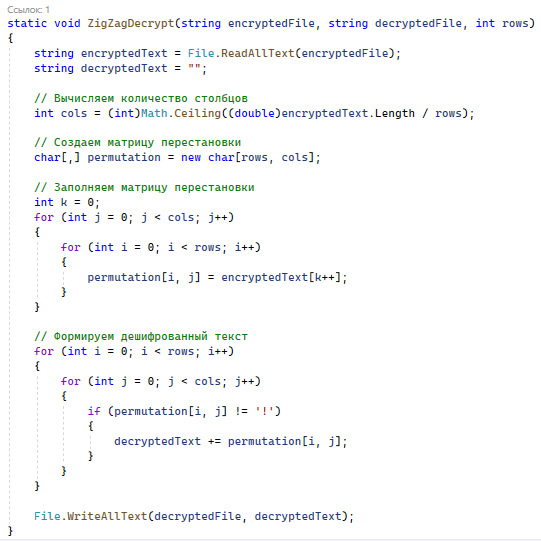 Ссылок: 1
static void ZigZagDecrypt(string encryptedFile, string decryptedFile, int rows)
{
    string encryptedText = File.ReadAllText(encryptedFile);
    string decryptedText = "";

    // Вычисляем количество столбцов
    int cols = (int)Math.Ceiling((double)encryptedText.Length / rows);

    // Создаем матрицу перестановки
    char[,] permutation = new char[rows, cols];

    // Заполняем матрицу перестановки
    int k = 0;
    for (int j = 0; j < cols; j++)
    {
        for (int i = 0; i < rows; i++)
        {
            permutation[i, j] = encryptedText[k++];
        }
    }

    // Формируем дешифрованный текст
    for (int i = 0; i < rows; i++)
    {
        for (int j = 0; j < cols; j++)
        {
            if (permutation[i, j] != '!')
            {
                decryptedText += permutation[i, j];
            }
        }
    }

    File.WriteAllText(decryptedFile, decryptedText);
}